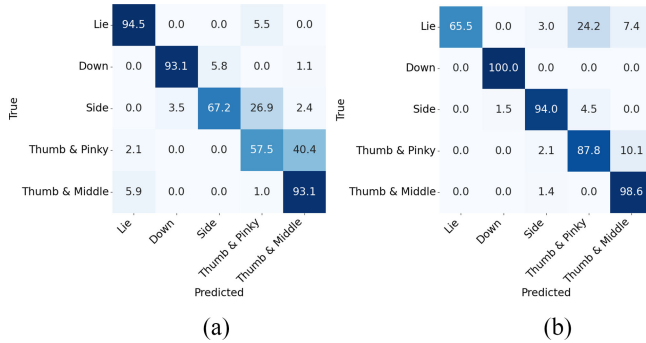 Lie 94.5 0.0 0.0 5.5 0.0
Down 0.0 93.1 5.8 0.0 1.1
Side 0.0 3.5 67.2 26.9 2.4
Thumb & Pinky 2.1 0.0 0.0 57.5 40.4
Thumb & Middle 5.9 0.0 0.0 1.0 93.1
True
Lie Down Side Thumb & Pinky Thumb & Middle
Predicted
(a)
Lie 65.5 0.0 3.0 24.2 7.4
Down 0.0 100.0 0.0 0.0 0.0
Side 0.0 1.5 94.0 4.5 0.0
Thumb & Pinky 0.0 0.0 2.1 87.8 10.1
Thumb & Middle 0.0 0.0 1.4 0.0 98.6
True
Lie Down Side Thumb & Pinky Thumb & Middle
Predicted
(b)